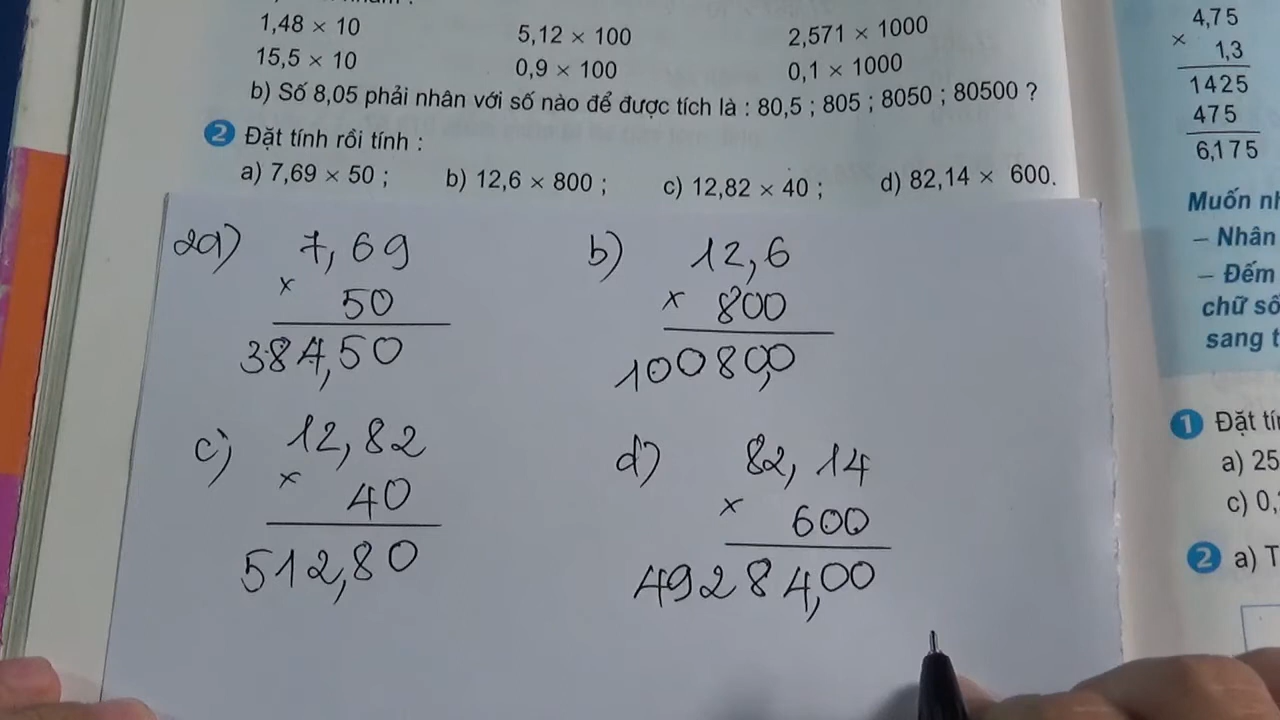 1,48 × 10 5,12 × 100 2,571 × 1000
15,5 × 10 0,9 × 100 0,1 × 1000
b) Số 8,05 phải nhân với số nào để được tích là : 80,5 ; 805 ; 8050 ; 80500 ?
2 Đặt tính rồi tính :
a) 7,69 × 50 ; b) 12,6 × 800 ; c) 12,82 × 40 ; d) 82,14 × 600.
2a) 7,69
×
50
384,50
b) 12,6
× 800
10080,0
c) 12,82
×
40
512,80
d) 82,14
×
600
49284,00
4,75
×
1,3
1425
475
6,175
Muốn
– Nhân
– Đếm
chữ số
sang
1 Đặt
a) 25
c) 0,
2 a) T